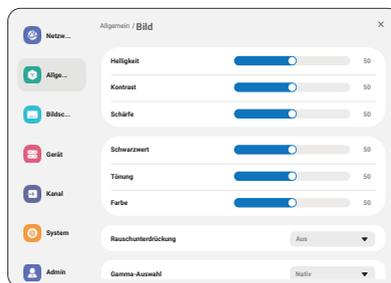 Allgemein / Bild
×
Netzw...
Allge...
Bildsc...
Gerät
Kanal
System
Admin
Helligkeit 50
Kontrast 50
Schärfe 50
Schwarzwert 50
Tönung 50
Farbe 50
Rauschunterdrückung Aus
Gamma-Auswahl Nativ